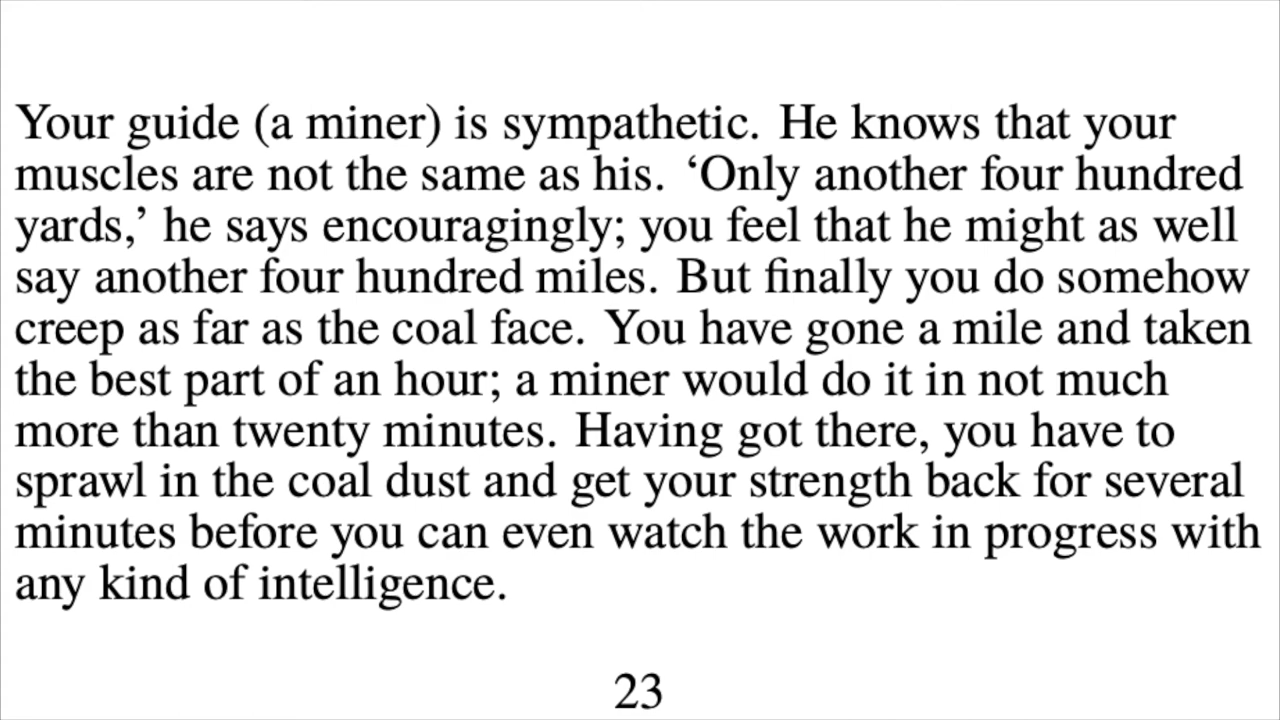 Your guide (a miner) is sympathetic. He knows that your
muscles are not the same as his. ‘Only another four hundred
yards,’ he says encouragingly; you feel that he might as well
say another four hundred miles. But finally you do somehow
creep as far as the coal face. You have gone a mile and taken
the best part of an hour; a miner would do it in not much
more than twenty minutes. Having got there, you have to
sprawl in the coal dust and get your strength back for several
minutes before you can even watch the work in progress with
any kind of intelligence.
23